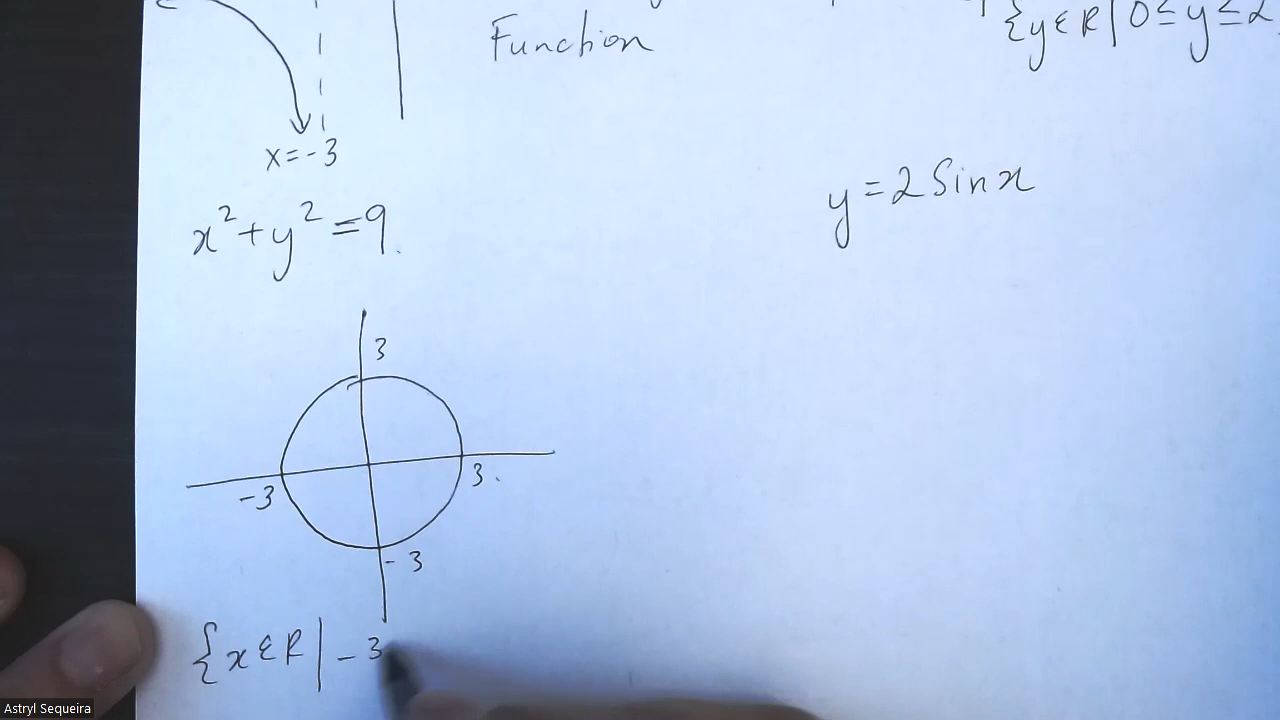 Function
{y ∈ R | 0 ≤ y ≤ 2
x = -3
x² + y² = 9.
y = 2 Sin x
3
-3
3.
-3
{x ∈ R | -3
Astryl Sequeira